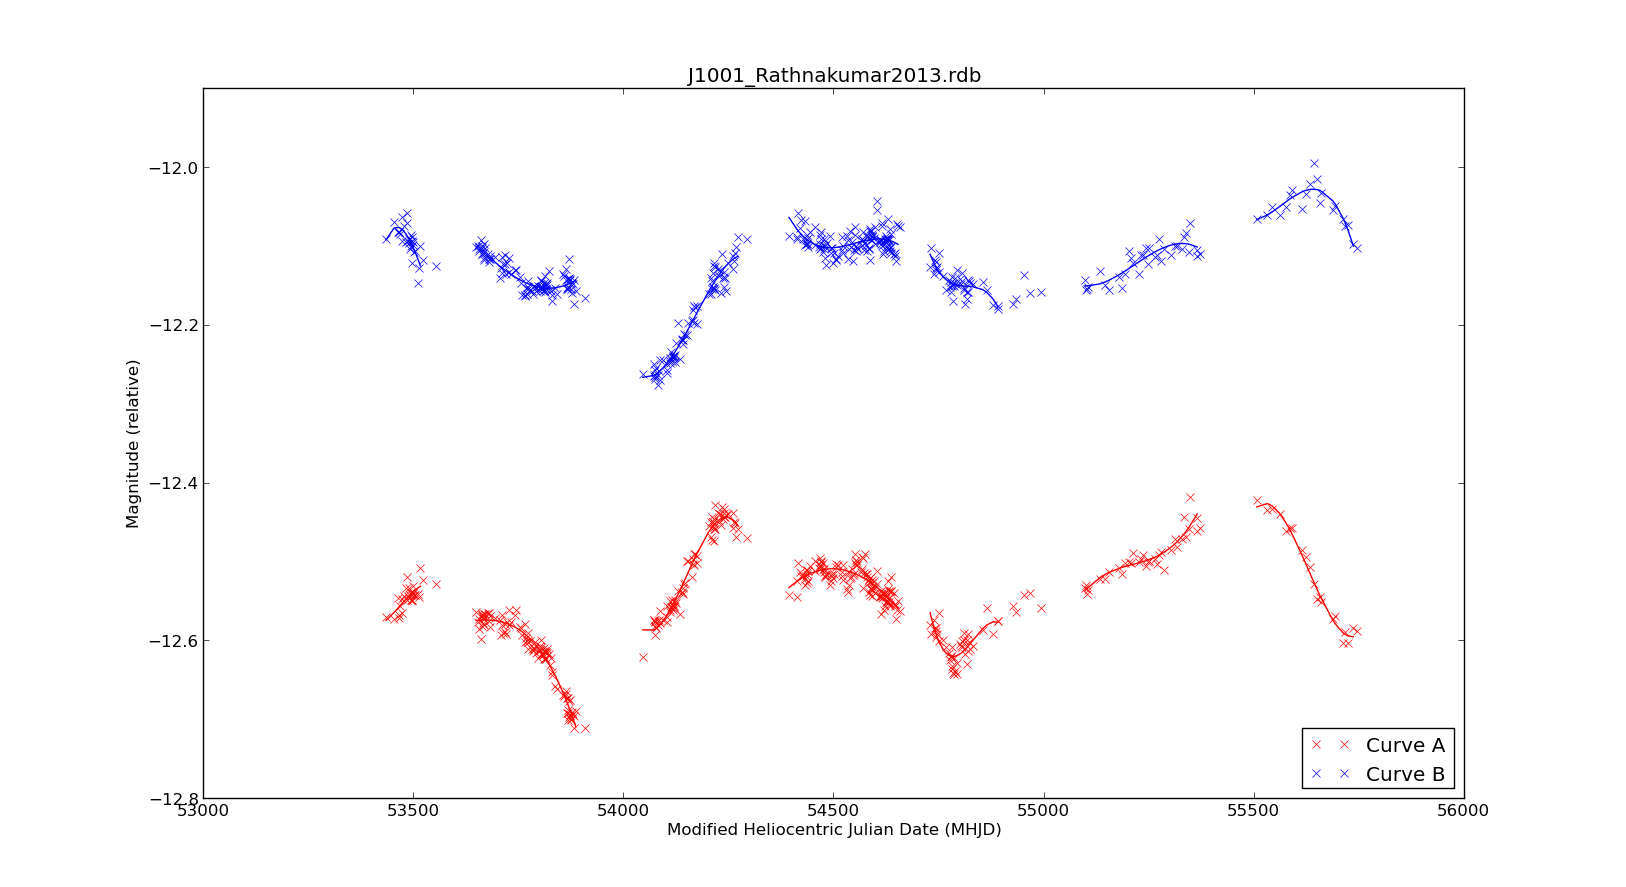 J1001_Rathnakumar2013.rdb
−12.0
−12.2
−12.4
−12.6
−12.8
Magnitude (relative)
Curve A
Curve B
53000 53500 54000 54500 55000 55500 56000
Modified Heliocentric Julian Date (MHJD)